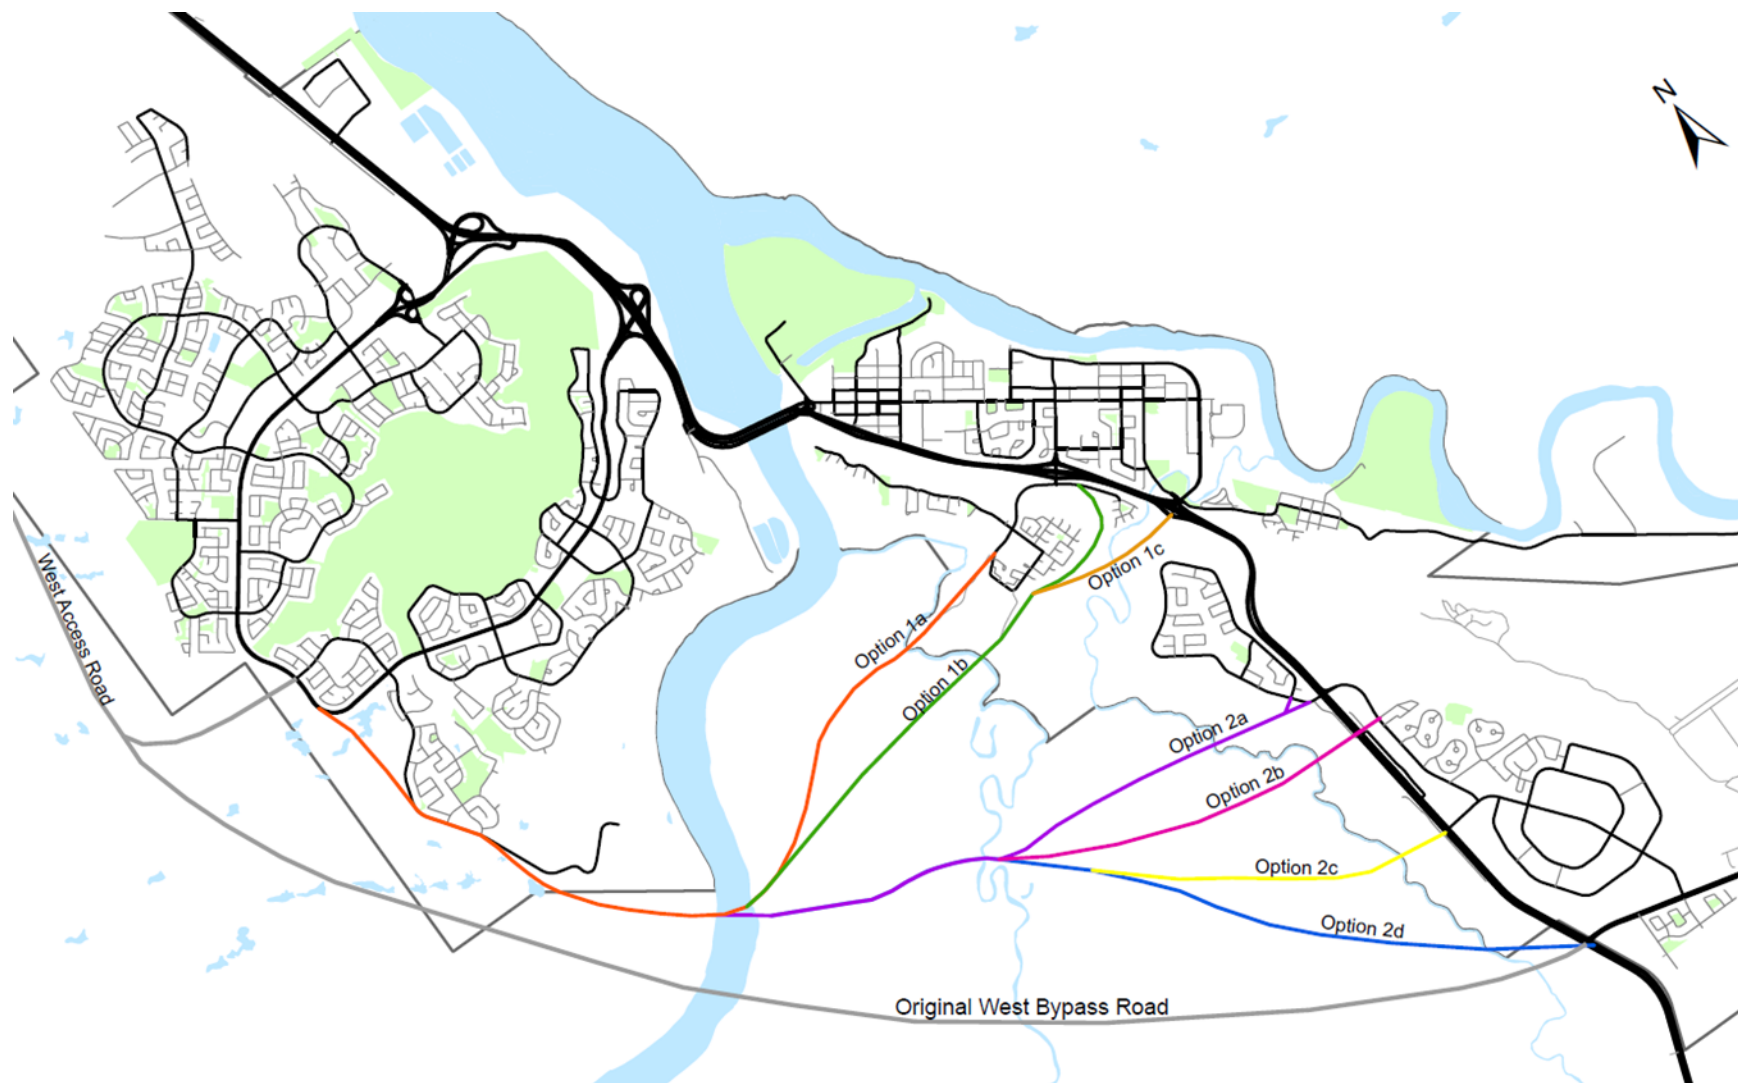 N
West Access Road
Option 1c
Option 1a
Option 1b
Option 2a
Option 2b
Option 2c
Option 2d
Original West Bypass Road